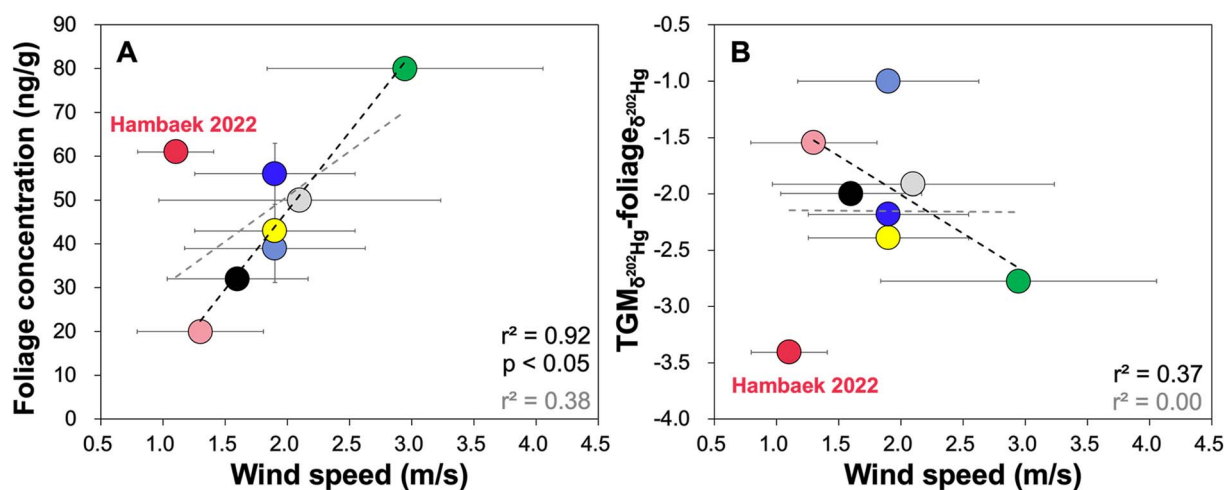 A
Foliage concentration (ng/g)
90
80
70
60
50
40
30
20
10
0
Hambaek 2022
r² = 0.92
p < 0.05
r² = 0.38
0.5 1.0 1.5 2.0 2.5 3.0 3.5 4.0 4.5
Wind speed (m/s)
B
TGMδ²⁰²Hg-foliageδ²⁰²Hg
-0.5
-1.0
-1.5
-2.0
-2.5
-3.0
-3.5
-4.0
Hambaek 2022
r² = 0.37
r² = 0.00
0.5 1.0 1.5 2.0 2.5 3.0 3.5 4.0 4.5
Wind speed (m/s)